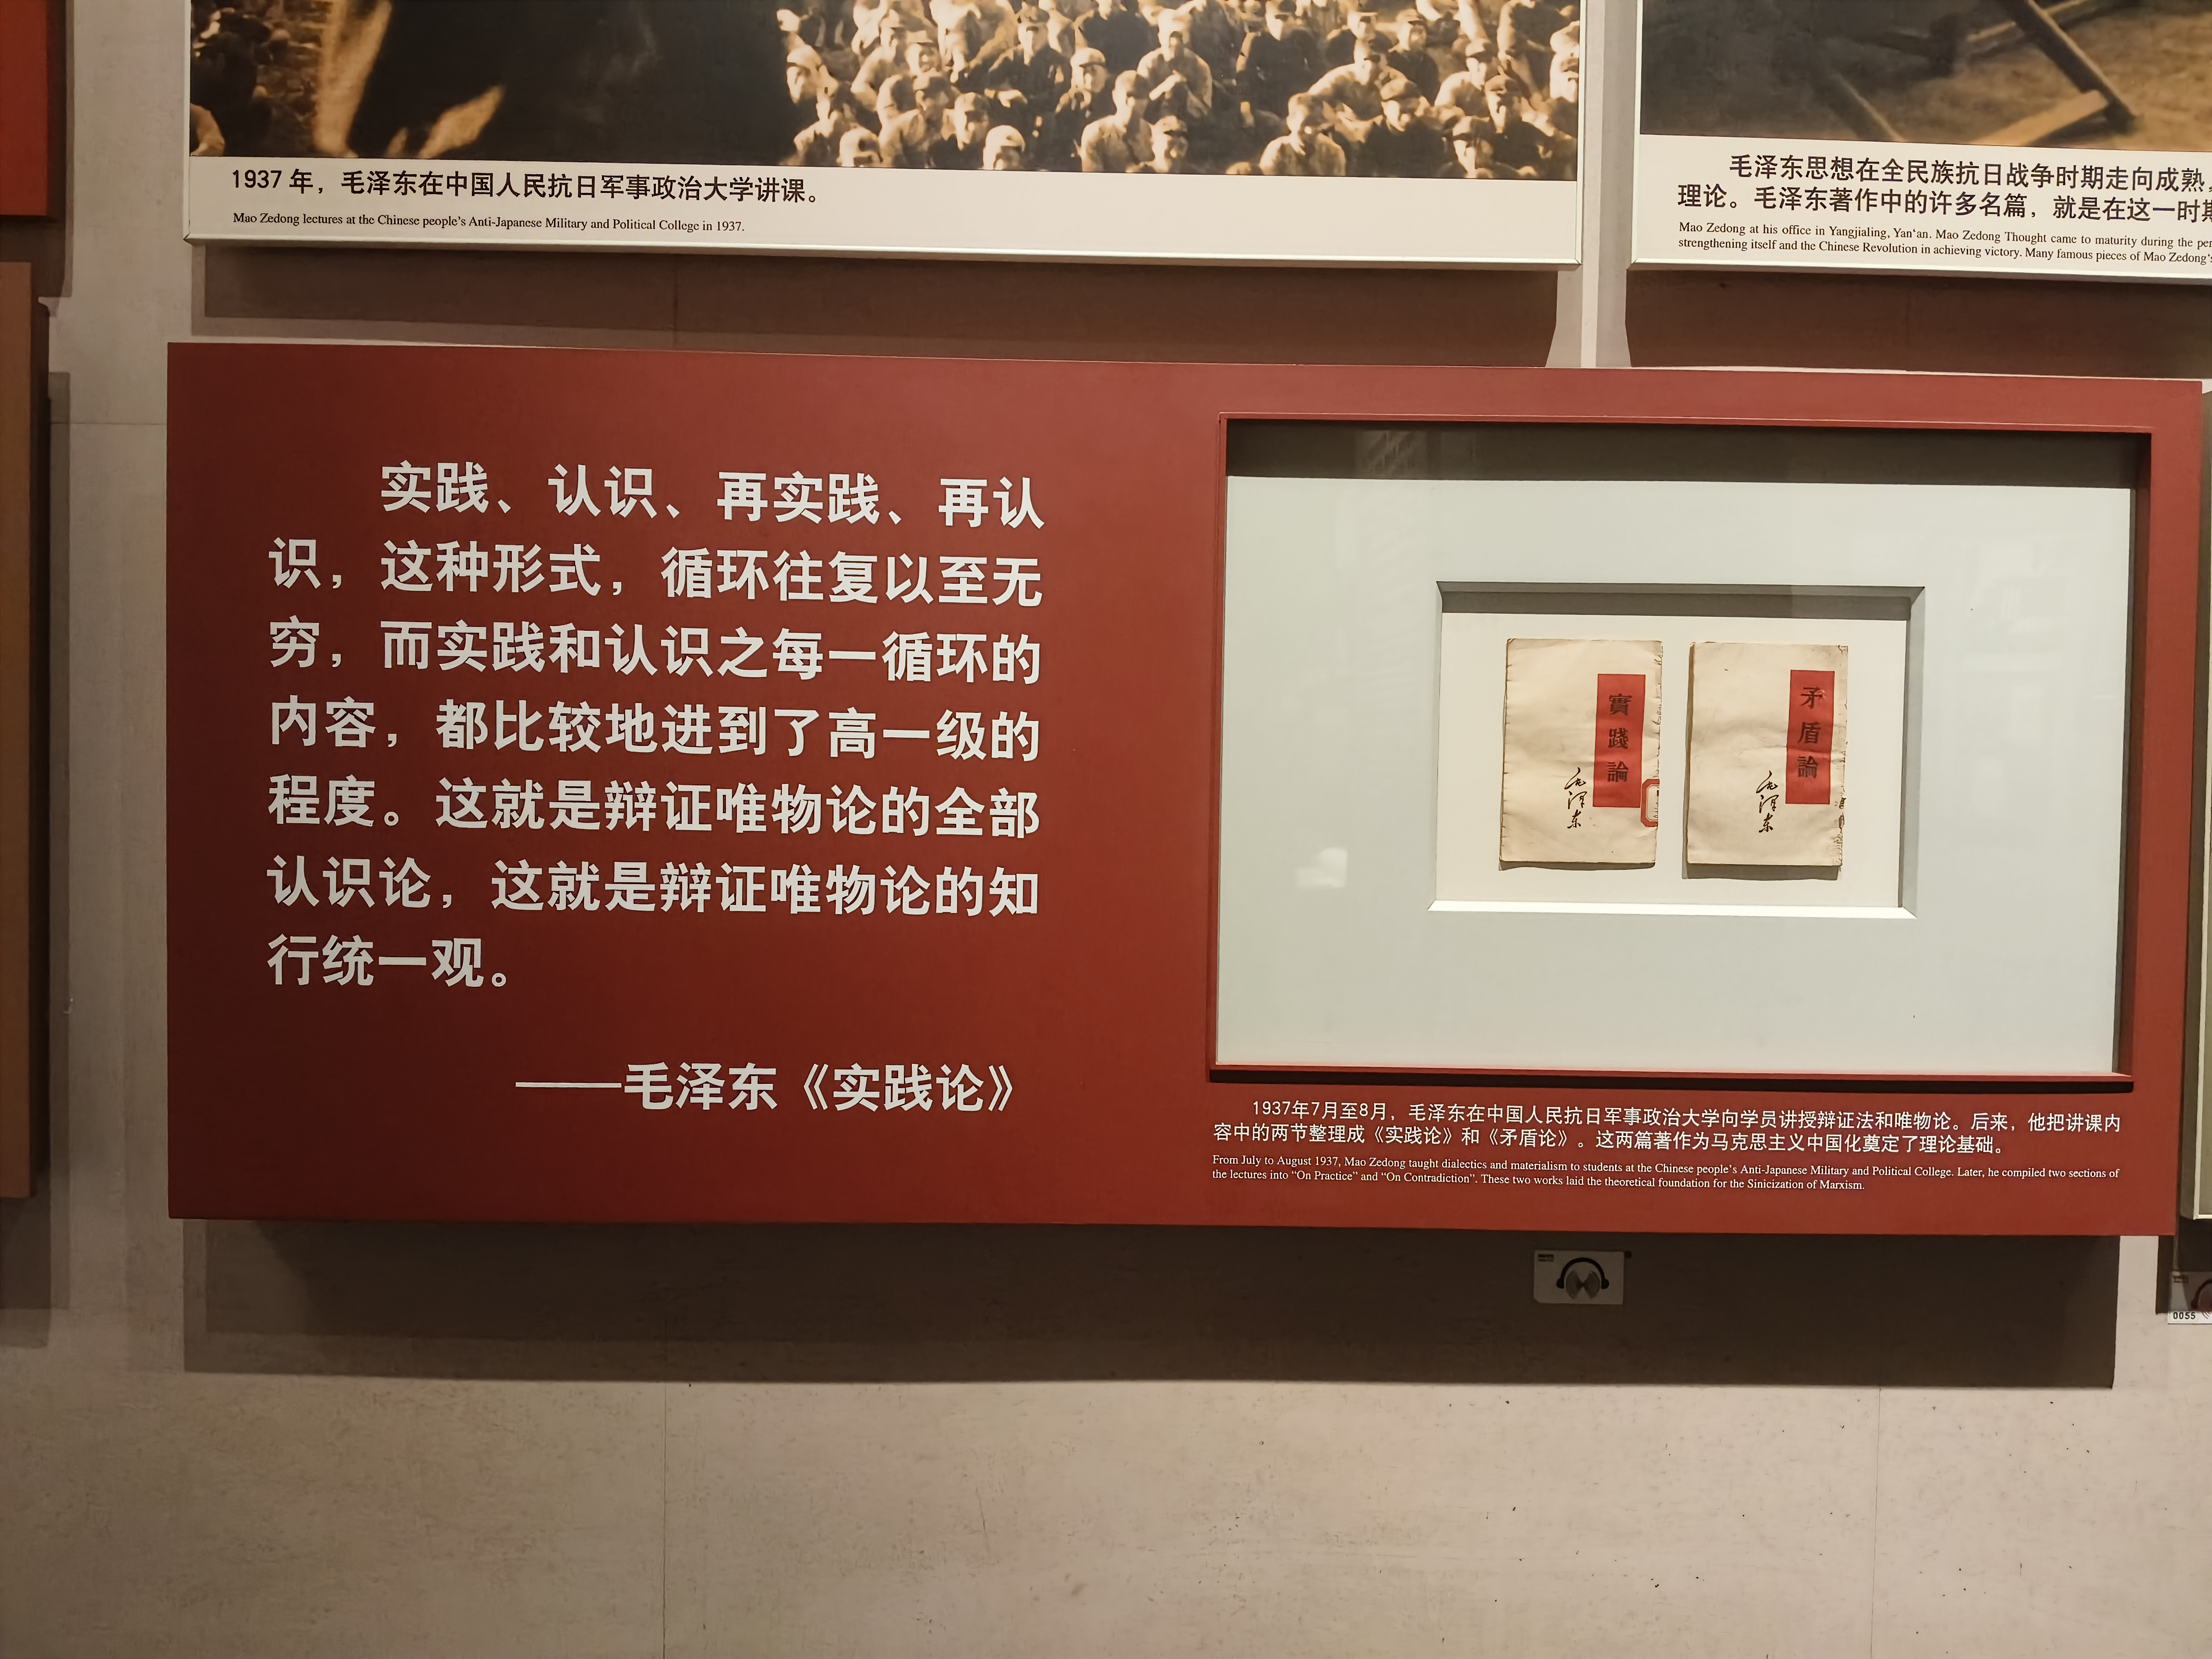 1937 年，毛泽东在中国人民抗日军事政治大学讲课。
Mao Zedong lectures at the Chinese people's Anti-Japanese Military and Political College in 1937.
毛泽东思想在全民族抗日战争时期走向成熟，
理论。毛泽东著作中的许多名篇，就是在这一时期
Mao Zedong at his office in Yangjialing, Yan'an. Mao Zedong Thought came to maturity during the per
strengthening itself and the Chinese Revolution in achieving victory. Many famous pieces of Mao Zedong's
实践、认识、再实践、再认
识，这种形式，循环往复以至无
穷，而实践和认识之每一循环的
内容，都比较地进到了高一级的
程度。这就是辩证唯物论的全部
认识论，这就是辩证唯物论的知
行统一观。
——毛泽东《实践论》
實踐論
毛泽东
矛盾論
毛泽东
1937年7月至8月，毛泽东在中国人民抗日军事政治大学向学员讲授辩证法和唯物论。后来，他把讲课内
容中的两节整理成《实践论》和《矛盾论》。这两篇著作为马克思主义中国化奠定了理论基础。
From July to August 1937, Mao Zedong taught dialectics and materialism to students at the Chinese people's Anti-Japanese Military and Political College. Later, he compiled two sections of
the lectures into "On Practice" and "On Contradiction". These two works laid the theoretical foundation for the Sinicization of Marxism.
0055